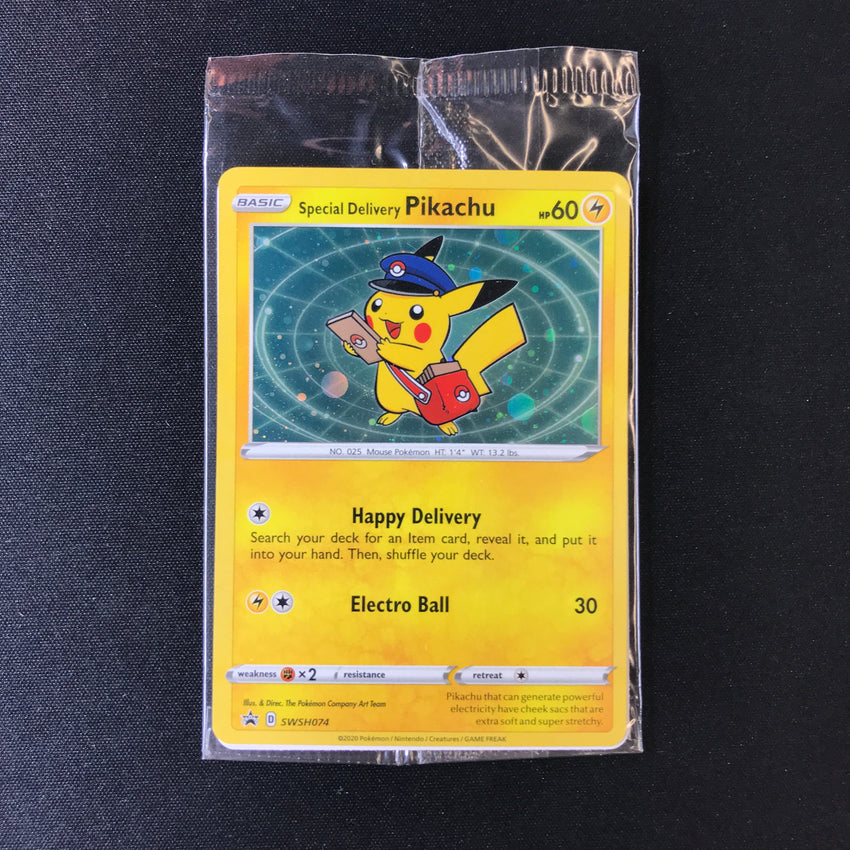 BASIC Special Delivery Pikachu HP 60
NO. 025 Mouse Pokémon HT: 1'4" WT: 13.2 lbs.
Happy Delivery
Search your deck for an Item card, reveal it, and put it
into your hand. Then, shuffle your deck.
Electro Ball 30
weakness ×2 resistance retreat
Illus. & Direc. The Pokémon Company Art Team
D SWSH074
Pikachu that can generate powerful
electricity have cheek sacs that are
extra soft and super stretchy.
©2020 Pokémon / Nintendo / Creatures / GAME FREAK